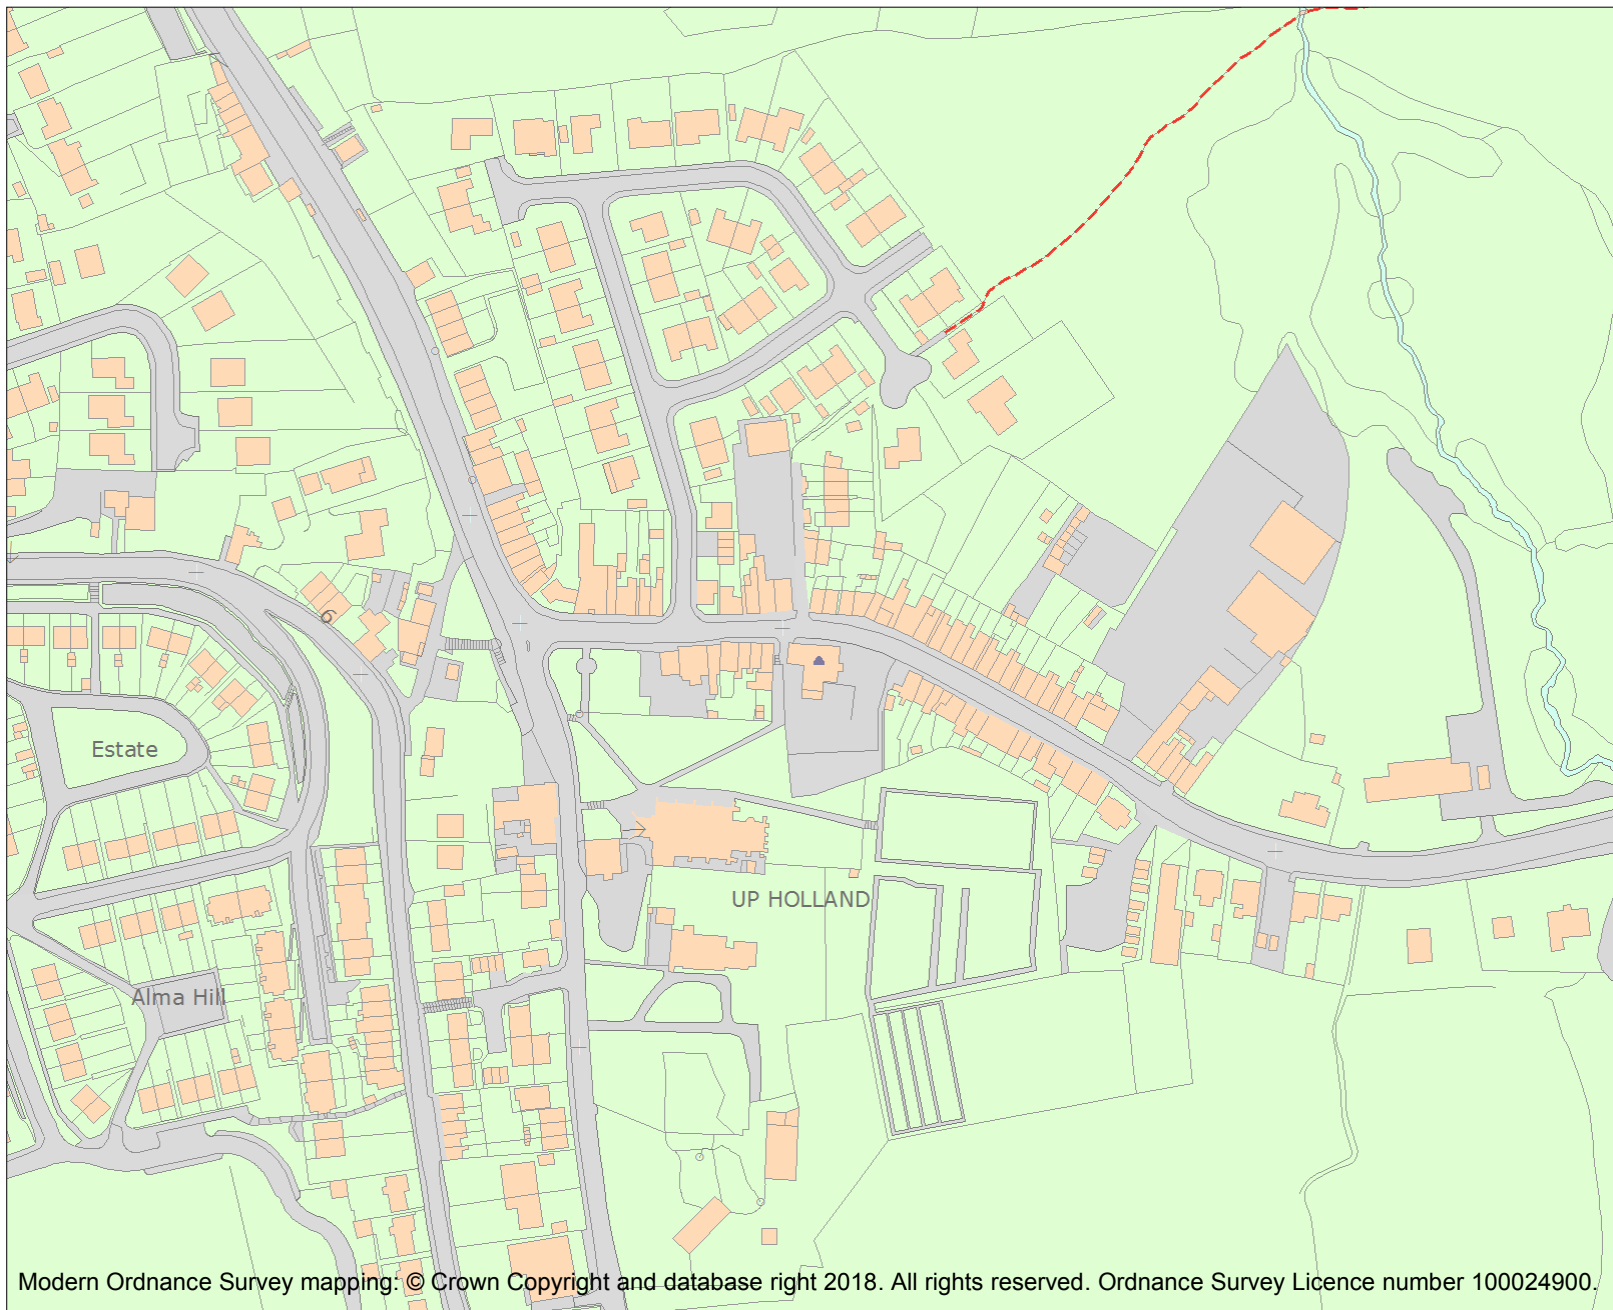 6
Estate
UP HOLLAND
Alma Hill
Modern Ordnance Survey mapping: © Crown Copyright and database right 2018. All rights reserved. Ordnance Survey Licence number 100024900.